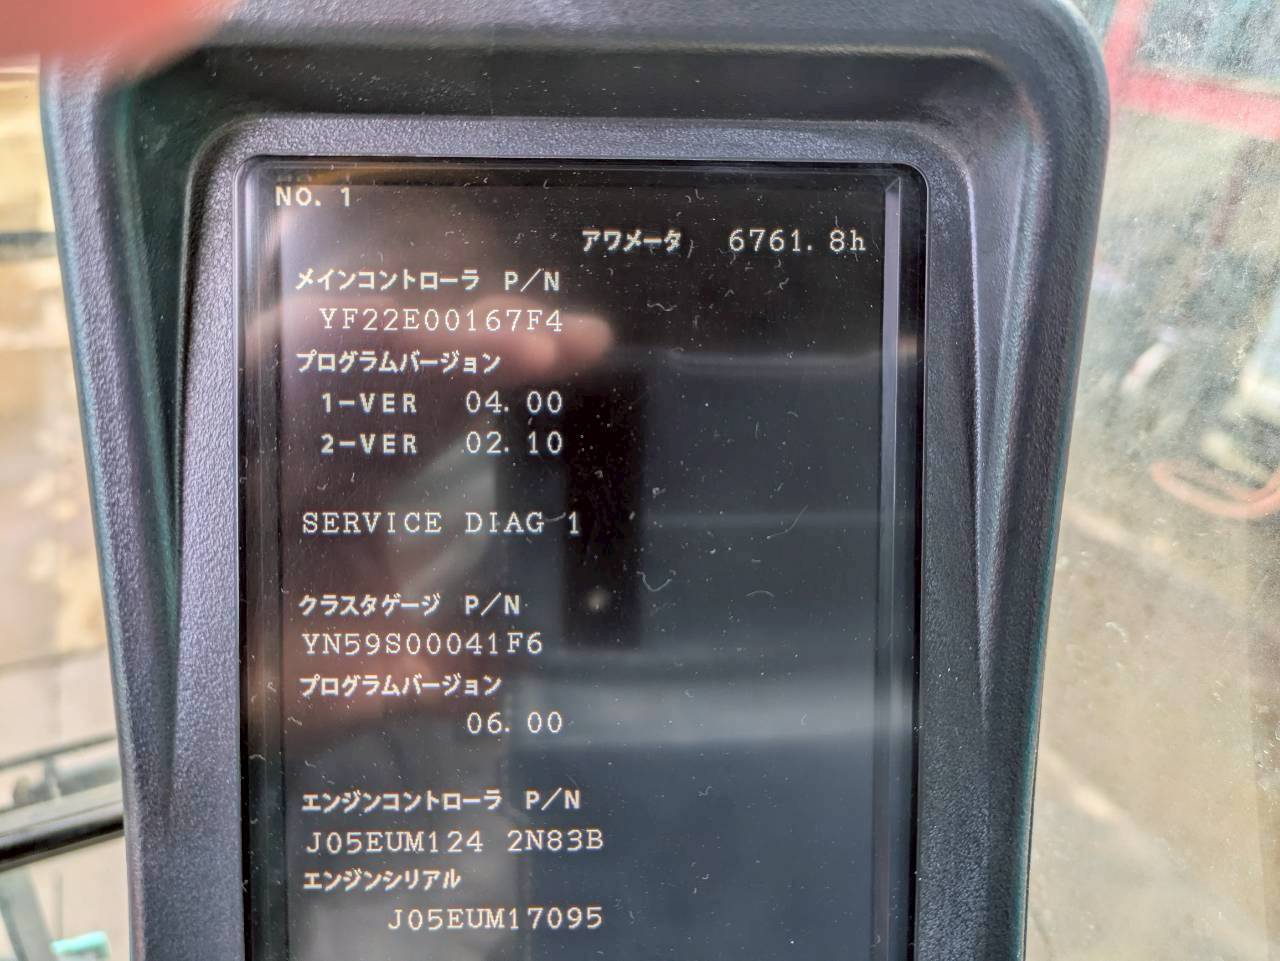 NO. 1
アワメータ 6761.8h
メインコントローラ P/N
YF22E00167F4
プログラムバージョン
1-VER 04.00
2-VER 02.10
SERVICE DIAG 1
クラスタゲージ P/N
YN59S00041F6
プログラムバージョン
06.00
エンジンコントローラ P/N
J05EUM124 2N83B
エンジンシリアル
J05EUM17095